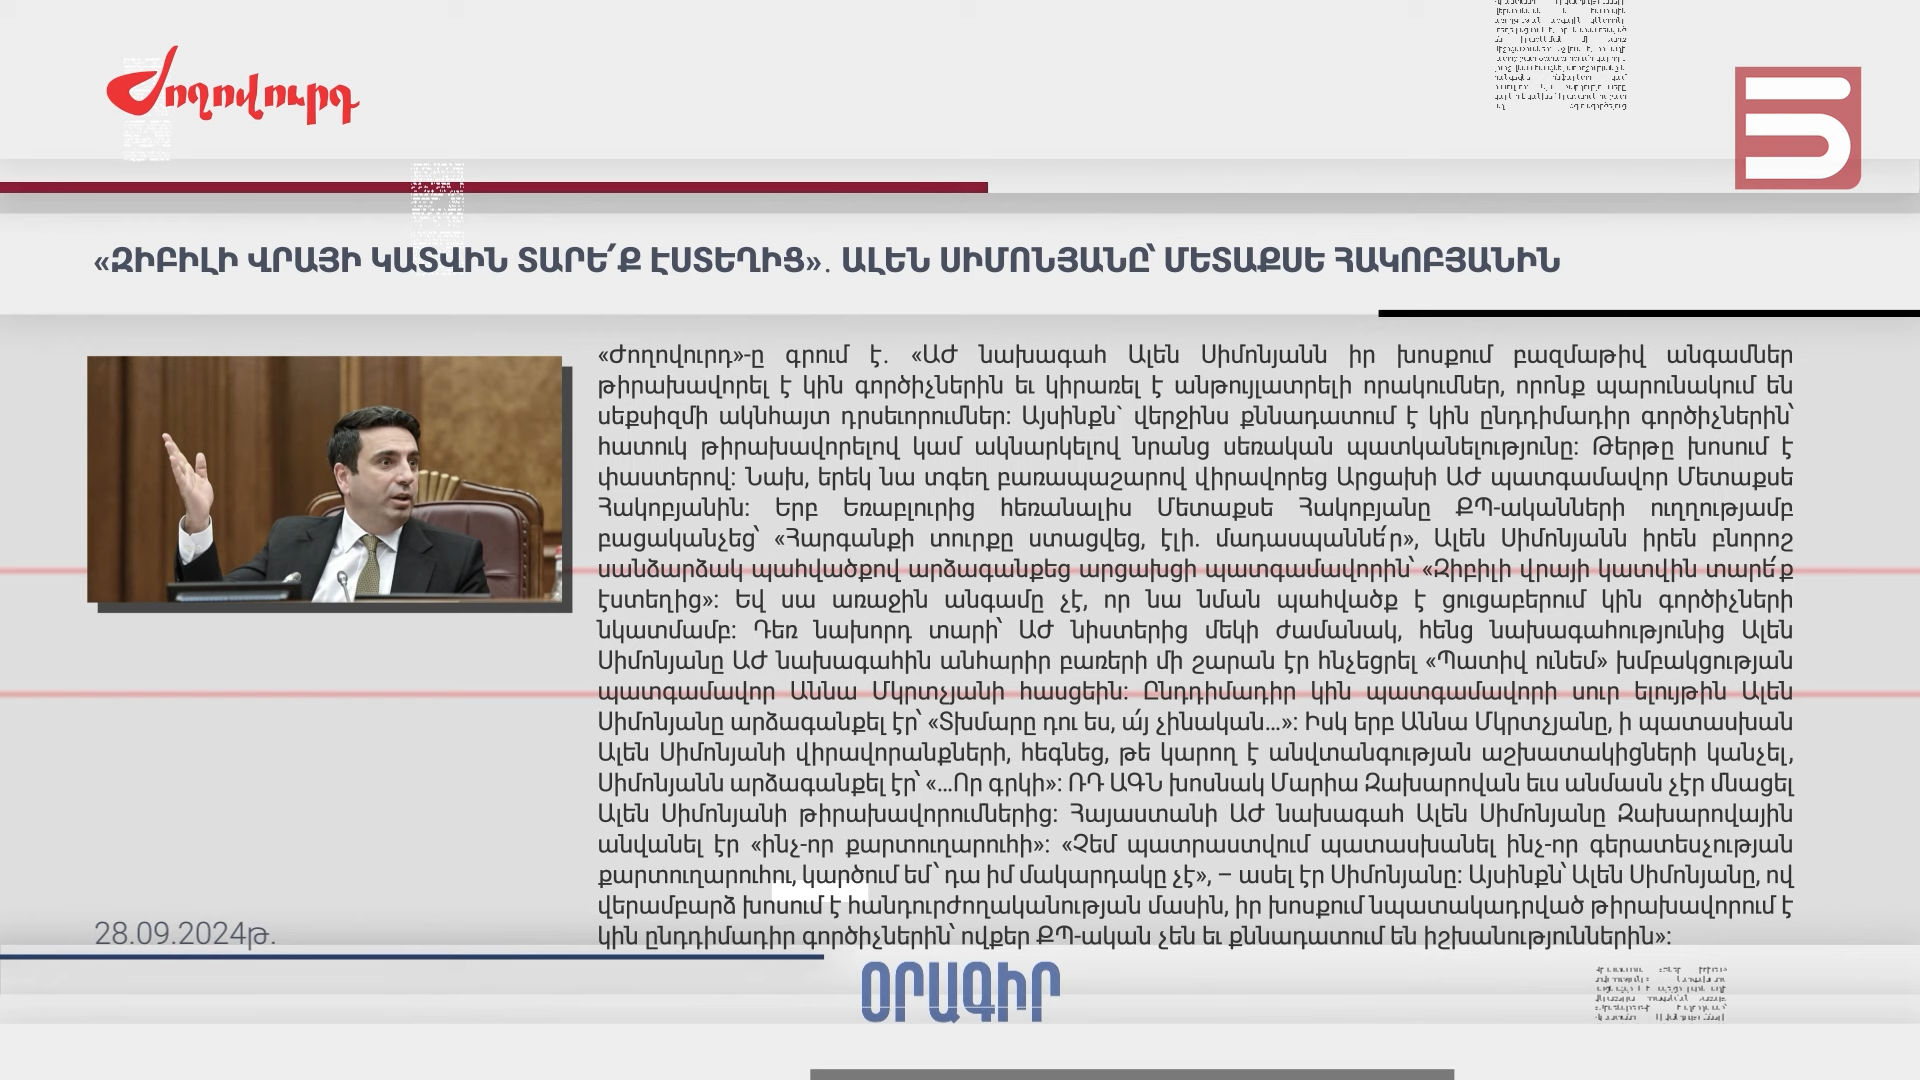 Ժողովուրդ
«ԶԻԲԻԼԻ ՎՐԱՅԻ ԿԱՏՎԻՆ ՏԱՐԵ՛Ք ԷՍՏԵՂԻՑ». ԱԼԵՆ ՍԻՄՈՆՅԱՆԸ՝ ՄԵՏԱՔՍԵ ՀԱԿՈԲՅԱՆԻՆ
«Ժողովուրդ»-ը գրում է. «ԱԺ նախագահ Ալեն Սիմոնյանն իր խոսքում բազմաթիվ անգամներ
թիրախավորել է կին գործիչներին եւ կիրառել է անթույլատրելի որակումներ, որոնք պարունակում են
սեքսիզմի ակնհայտ դրսեւորումներ: Այսինքն՝ վերջինս քննադատում է կին ընդդիմադիր գործիչներին՝
հատուկ թիրախավորելով կամ ակնարկելով նրանց սեռական պատկանելությունը: Թերթը խոսում է
փաստերով: Նախ, երեկ նա տգեղ բառապաշարով վիրավորեց Արցախի ԱԺ պատգամավոր Մետաքսե
Հակոբյանին: Երբ Եռաբլուրից հեռանալիս Մետաքսե Հակոբյանը ՔՊ-ականների ուղղությամբ
բացականչեց՝ «Հարգանքի տուրքը ստացվեց, էլի. մադասպաննե՛ր», Ալեն Սիմոնյանն իրեն բնորոշ
սանձարձակ պահվածքով արձագանքեց արցախցի պատգամավորին՝ «Զիբիլի վրայի կատվին տարե՛ք
էստեղից»: Եվ սա առաջին անգամը չէ, որ նա նման պահվածք է ցուցաբերում կին գործիչների
նկատմամբ: Դեռ նախորդ տարի՝ ԱԺ նիստերից մեկի ժամանակ, հենց նախագահությունից Ալեն
Սիմոնյանը ԱԺ նախագահին անհարիր բառերի մի շարան էր հնչեցրել «Պատիվ ունեմ» խմբակցության
պատգամավոր Աննա Մկրտչյանի հասցեին: Ընդդիմադիր կին պատգամավորի սուր ելույթին Ալեն
Սիմոնյանը արձագանքել էր՝ «Տխմարը դու ես, ա՛յ չինական…»: Իսկ երբ Աննա Մկրտչյանը, ի պատասխան
Ալեն Սիմոնյանի վիրավորանքների, հեգնեց, թե կարող է անվտանգության աշխատակիցների կանչել,
Սիմոնյանն արձագանքել էր՝ «…Որ գրկի»: ՌԴ ԱԳՆ խոսնակ Մարիա Զախարովան եւս անմասն չէր մնացել
Ալեն Սիմոնյանի թիրախավորումներից: Հայաստանի ԱԺ նախագահ Ալեն Սիմոնյանը Զախարովային
անվանել էր «ինչ-որ քարտուղարուհի»: «Չեմ պատրաստվում պատասխանել ինչ-որ գերատեսչության
քարտուղարուհու, կարծում եմ՝ դա իմ մակարդակը չէ», – ասել էր Սիմոնյանը: Այսինքն՝ Ալեն Սիմոնյանը, ով
վերամբարձ խոսում է հանդուրժողականության մասին, իր խոսքում նպատակադրված թիրախավորում է
կին ընդդիմադիր գործիչներին՝ ովքեր ՔՊ-ական չեն եւ քննադատում են իշխանություններին»:
28.09.2024թ.
ՕՐԱԳԻՐ